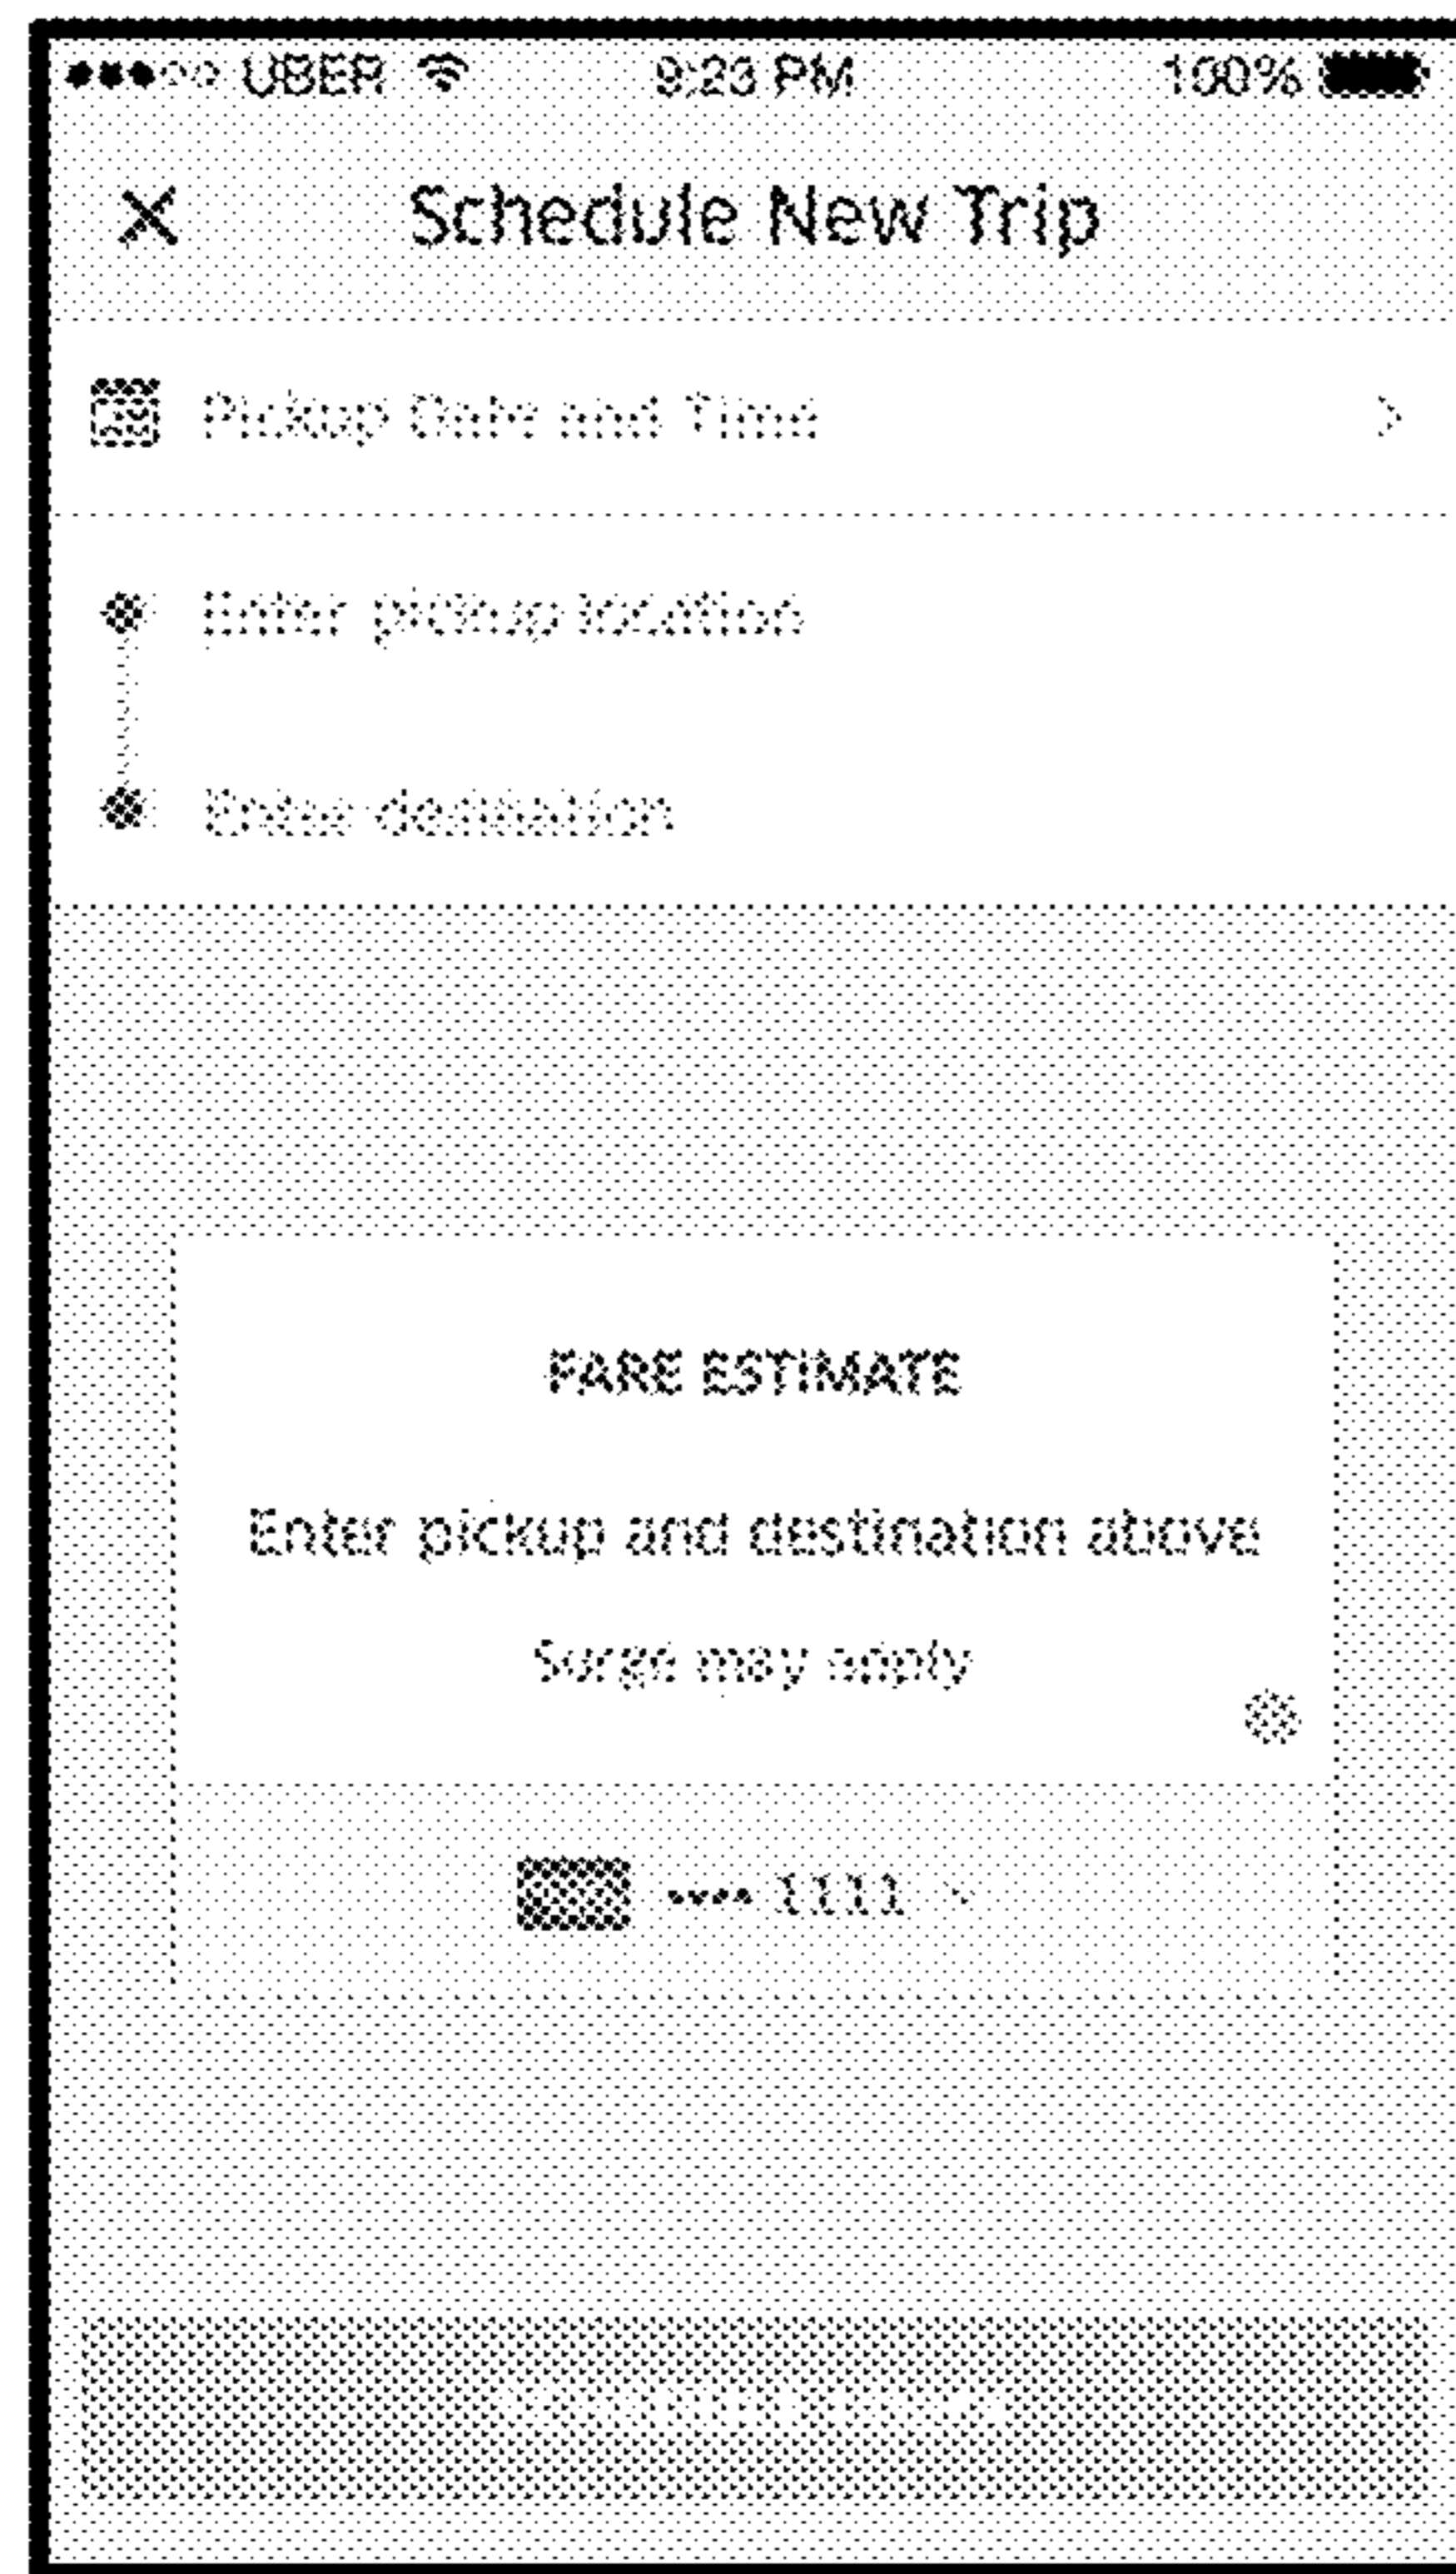 UBER 9:23 PM 100%
Schedule New Trip
Pickup Date and Time
Enter pickup location
Enter destination
FARE ESTIMATE
Enter pickup and destination above
Surge may apply
•••• 1111